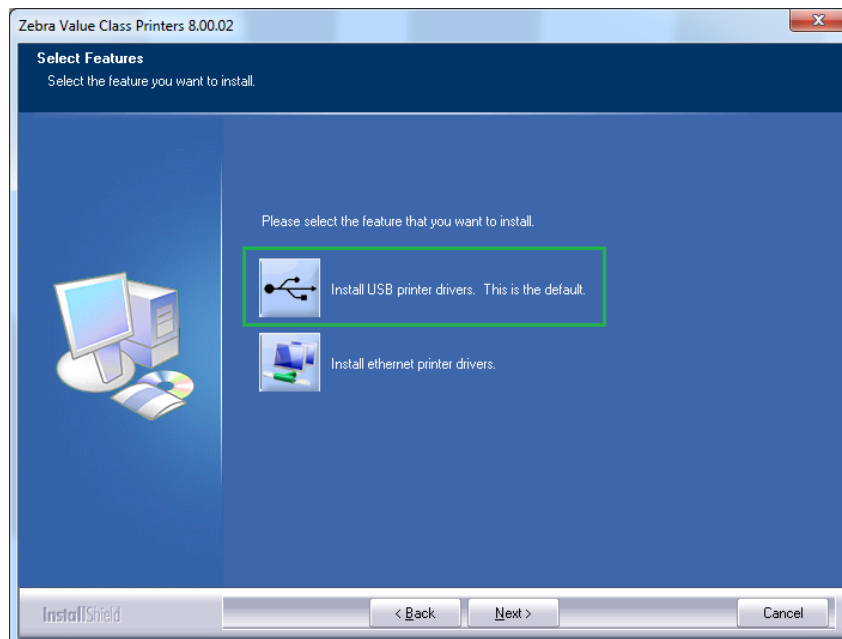 Zebra Value Class Printers 8.00.02
Select Features
Select the feature you want to install.
Please select the feature that you want to install.
Install USB printer drivers.  This is the default.
Install ethernet printer drivers.
InstallShield
< Back
Next >
Cancel